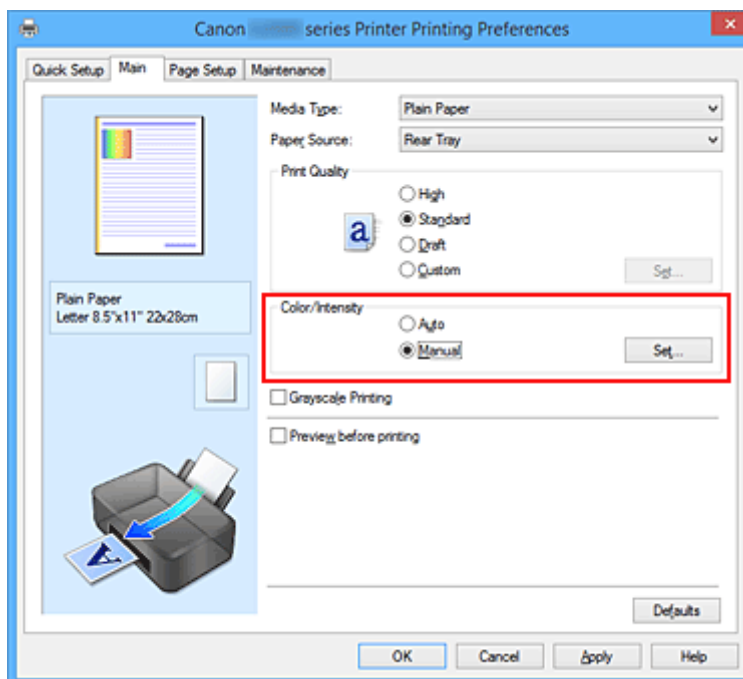 Canon series Printer Printing Preferences
Quick Setup Main Page Setup Maintenance
Media Type: Plain Paper
Paper Source: Rear Tray
Print Quality
High
a Standard
Draft
Custom Set...
Plain Paper
Letter 8.5"x11" 22x28cm
Color/Intensity
Auto
Manual Set...
Grayscale Printing
Preview before printing
A
Defaults
OK Cancel Apply Help